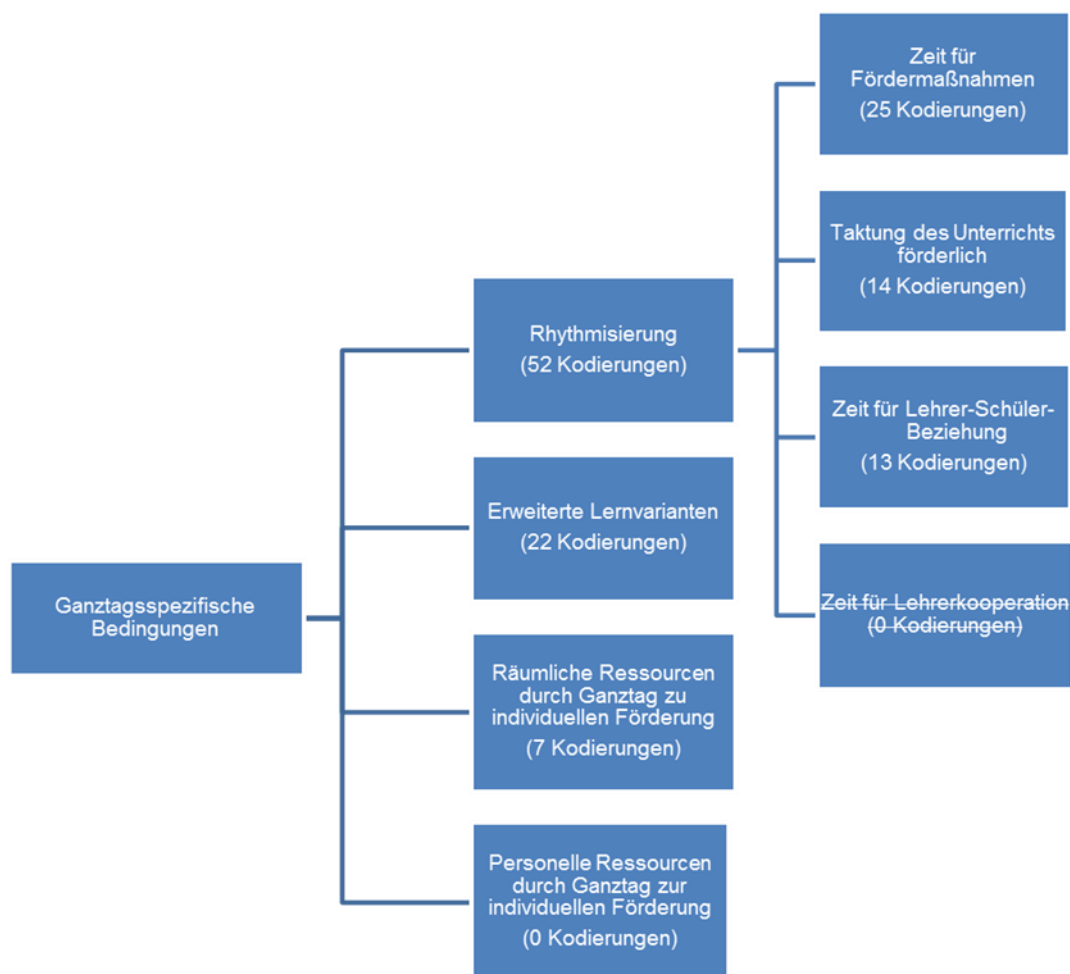 Ganztagsspezifische
Bedingungen
Rhythmisierung
(52 Kodierungen)
Erweiterte Lernvarianten
(22 Kodierungen)
Räumliche Ressourcen
durch Ganztag zu
individuellen Förderung
(7 Kodierungen)
Personelle Ressourcen
durch Ganztag zur
individuellen Förderung
(0 Kodierungen)
Zeit für
Fördermaßnahmen
(25 Kodierungen)
Taktung des Unterrichts
förderlich
(14 Kodierungen)
Zeit für Lehrer-Schüler-
Beziehung
(13 Kodierungen)
Zeit für Lehrerkooperation
(0 Kodierungen)